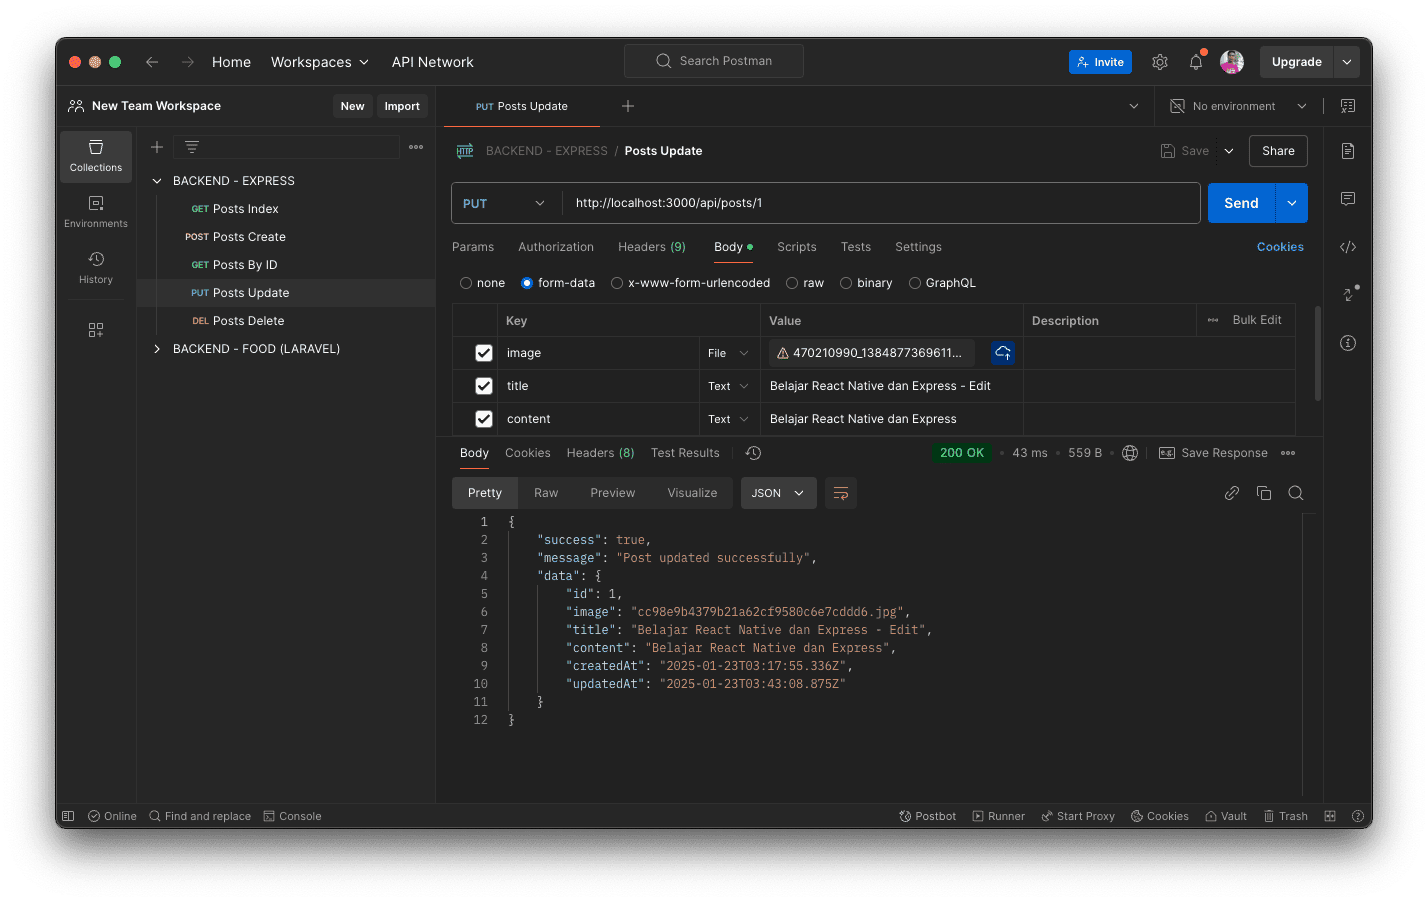 Home Workspaces API Network Search Postman Invite Upgrade
New Team Workspace New Import PUT Posts Update No environment
Collections
Environments
History
BACKEND - EXPRESS
GET Posts Index
POST Posts Create
GET Posts By ID
PUT Posts Update
DEL Posts Delete
BACKEND - FOOD (LARAVEL)
HTTP BACKEND - EXPRESS / Posts Update Save Share
PUT http://localhost:3000/api/posts/1 Send
Params Authorization Headers (9) Body Scripts Tests Settings Cookies
none form-data x-www-form-urlencoded raw binary GraphQL
Key Value Description Bulk Edit
image File 470210990_1384877369611...
title Text Belajar React Native dan Express - Edit
content Text Belajar React Native dan Express
Body Cookies Headers (8) Test Results 200 OK 43 ms 559 B e.g. Save Response
Pretty Raw Preview Visualize JSON
1 {
2 "success": true,
3 "message": "Post updated successfully",
4 "data": {
5 "id": 1,
6 "image": "cc98e9b4379b21a62cf9580c6e7cddd6.jpg",
7 "title": "Belajar React Native dan Express - Edit",
8 "content": "Belajar React Native dan Express",
9 "createdAt": "2025-01-23T03:17:55.336Z",
10 "updatedAt": "2025-01-23T03:43:08.875Z"
11 }
12 }
Online Find and replace Console Postbot Runner Start Proxy Cookies Vault Trash